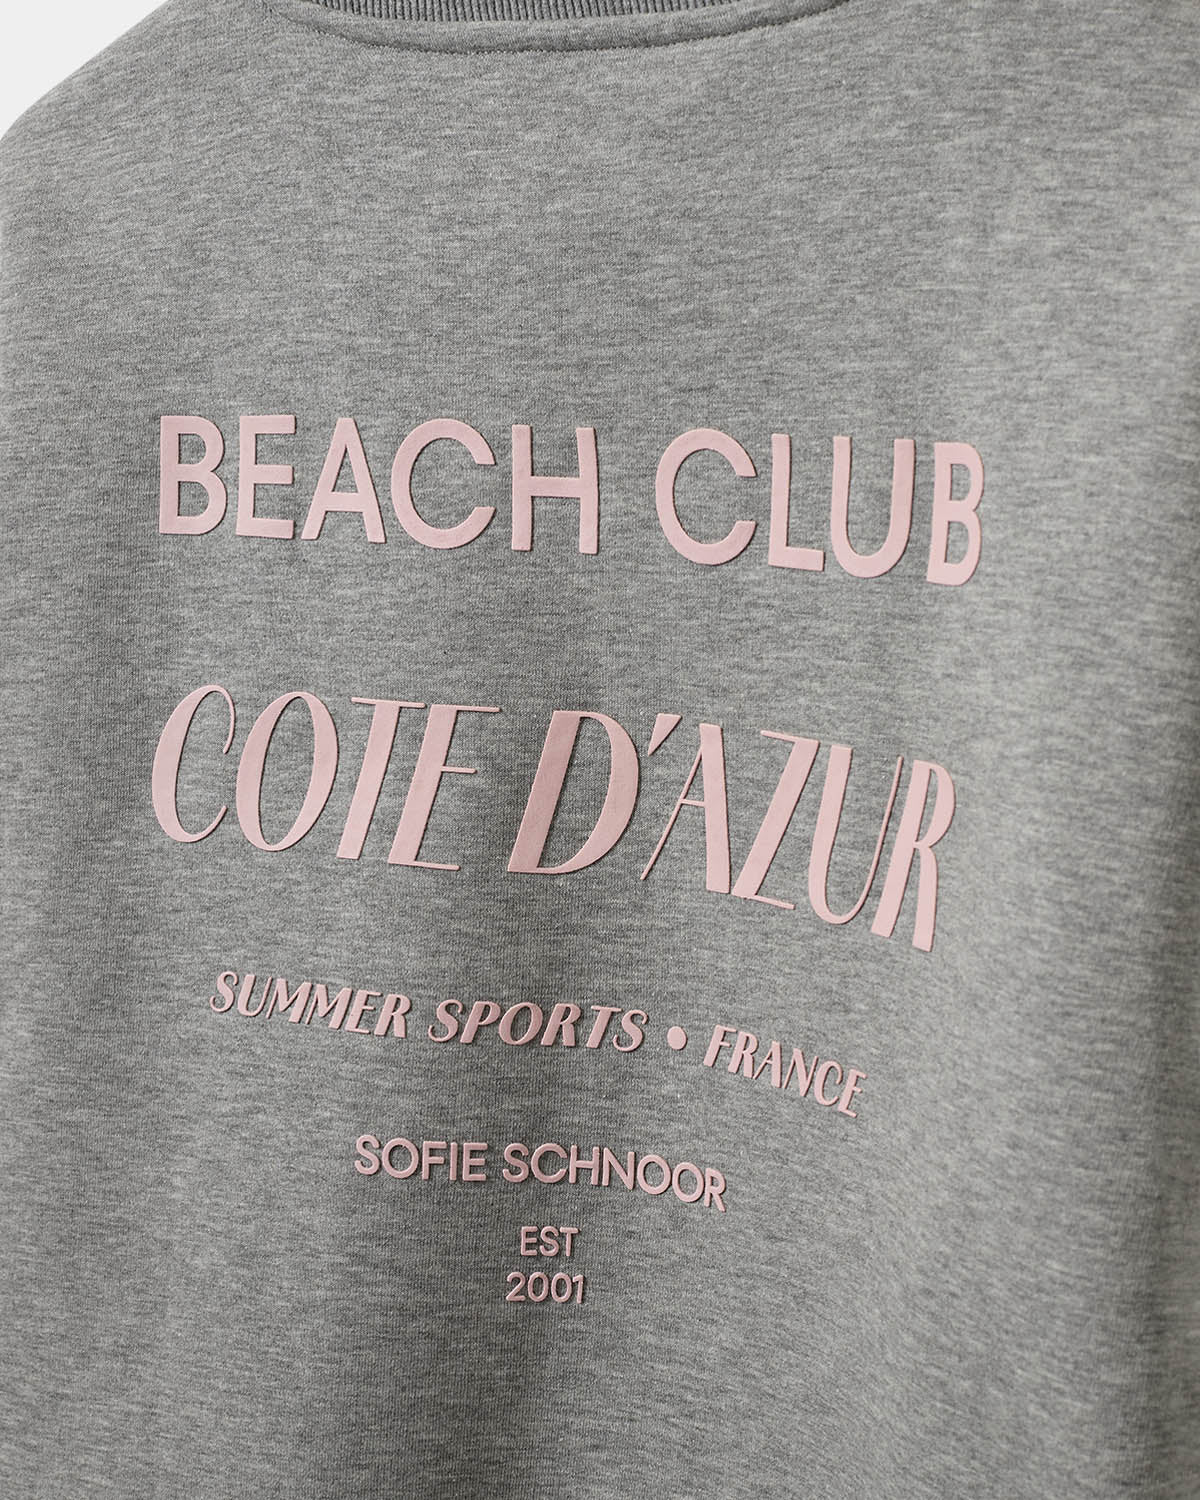 BEACH CLUB
COTE D'AZUR
SUMMER SPORTS • FRANCE
SOFIE SCHNOOR
EST
2001